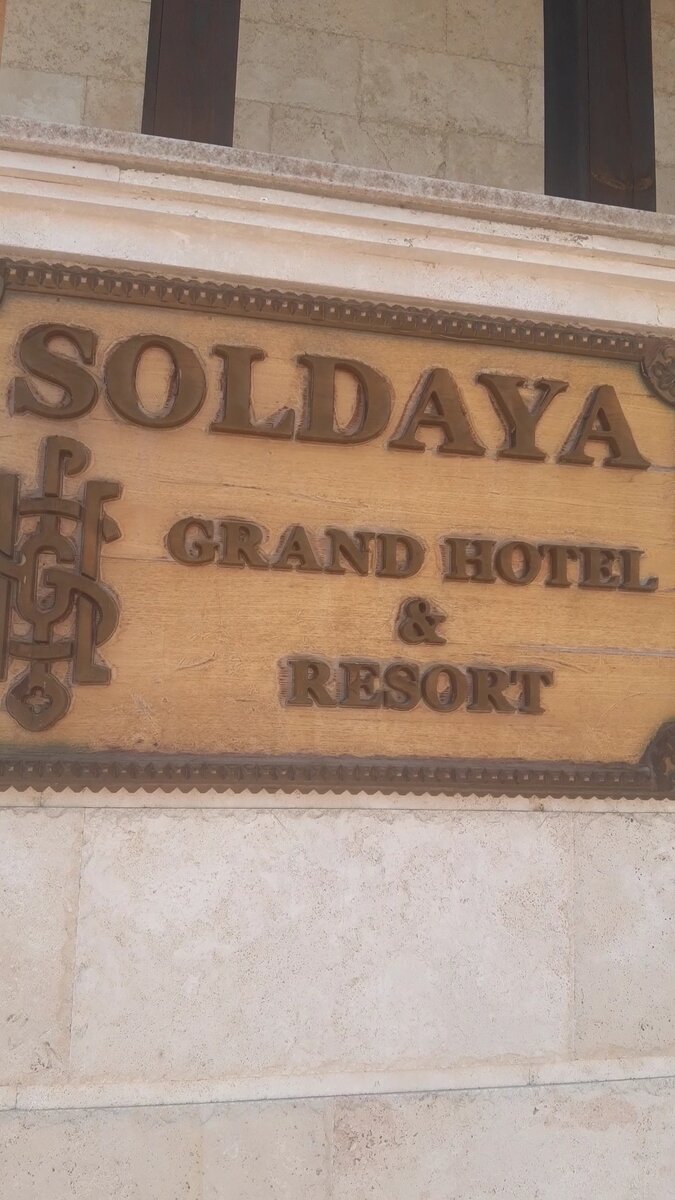 SOLDAYA
GRAND HOTEL
&
RESORT